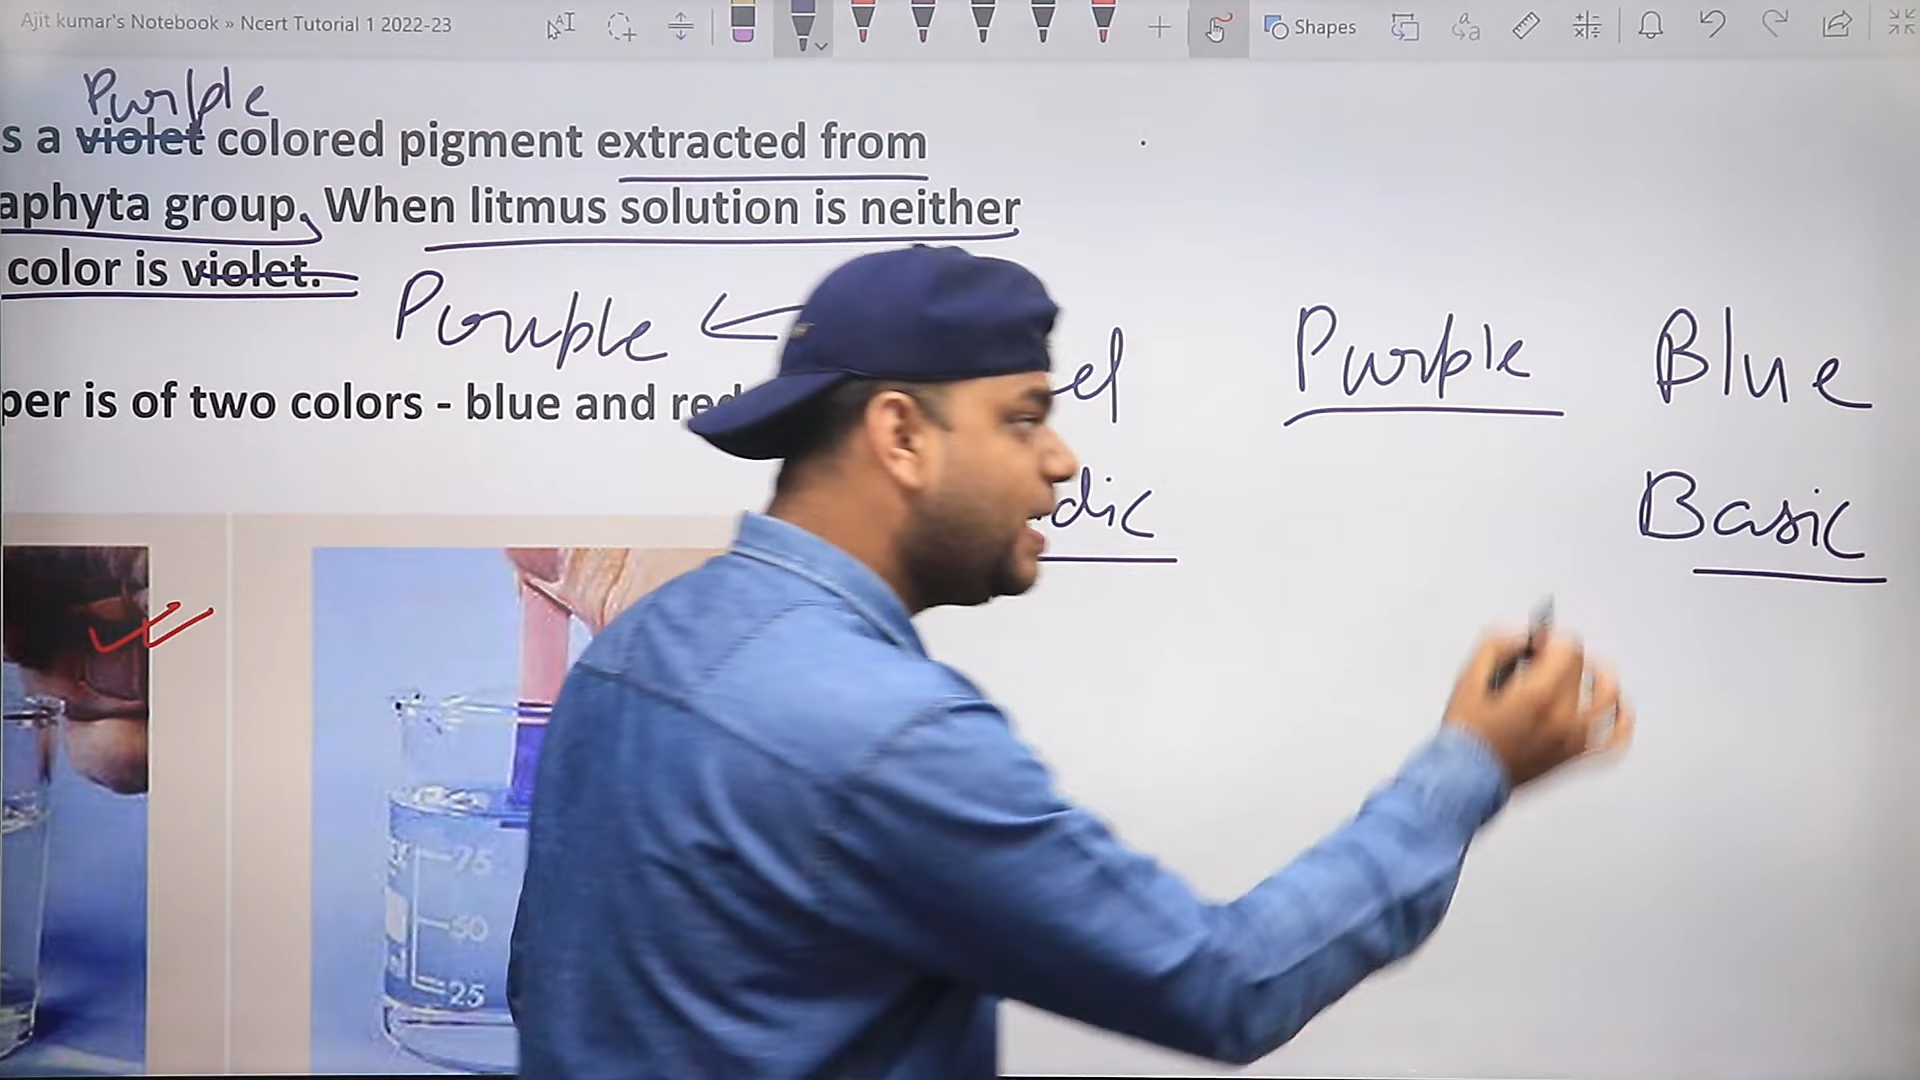 Ajit kumar's Notebook » Ncert Tutorial 1 2022-23
Shapes
Purple
s a violet colored pigment extracted from
aphyta group. When litmus solution is neither
color is violet.
Pouple
Purple
Blue
per is of two colors - blue and red
Basic
75
50
25